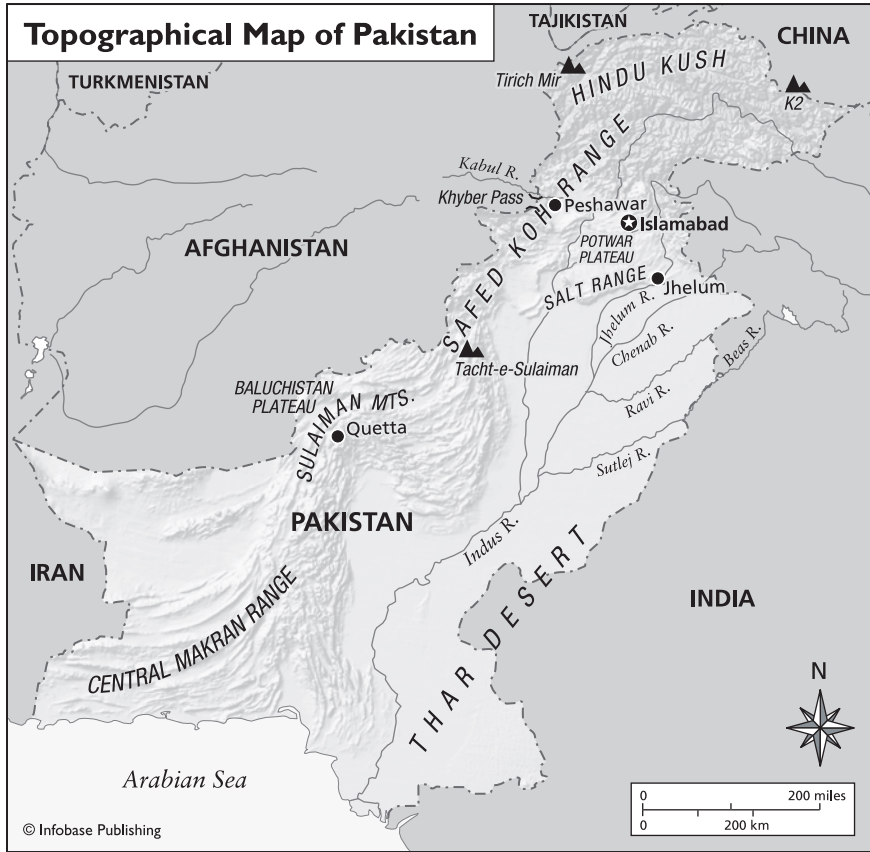 Topographical Map of Pakistan
TAJIKISTAN
CHINA
TURKMENISTAN
Tirich Mir
HINDU KUSH
K2
Kabul R.
Khyber Pass
Peshawar
Islamabad
AFGHANISTAN
SAFED KOH RANGE
POTWAR
PLATEAU
SALT RANGE
Jhelum
Jhelum R.
Chenab R.
Beas R.
Tacht-e-Sulaiman
BALUCHISTAN
PLATEAU
SULAIMAN MTS.
Ravi R.
Quetta
Sutlej R.
PAKISTAN
Indus R.
IRAN
THAR DESERT
INDIA
CENTRAL MAKRAN RANGE
N
Arabian Sea
0 200 miles
0 200 km
© Infobase Publishing